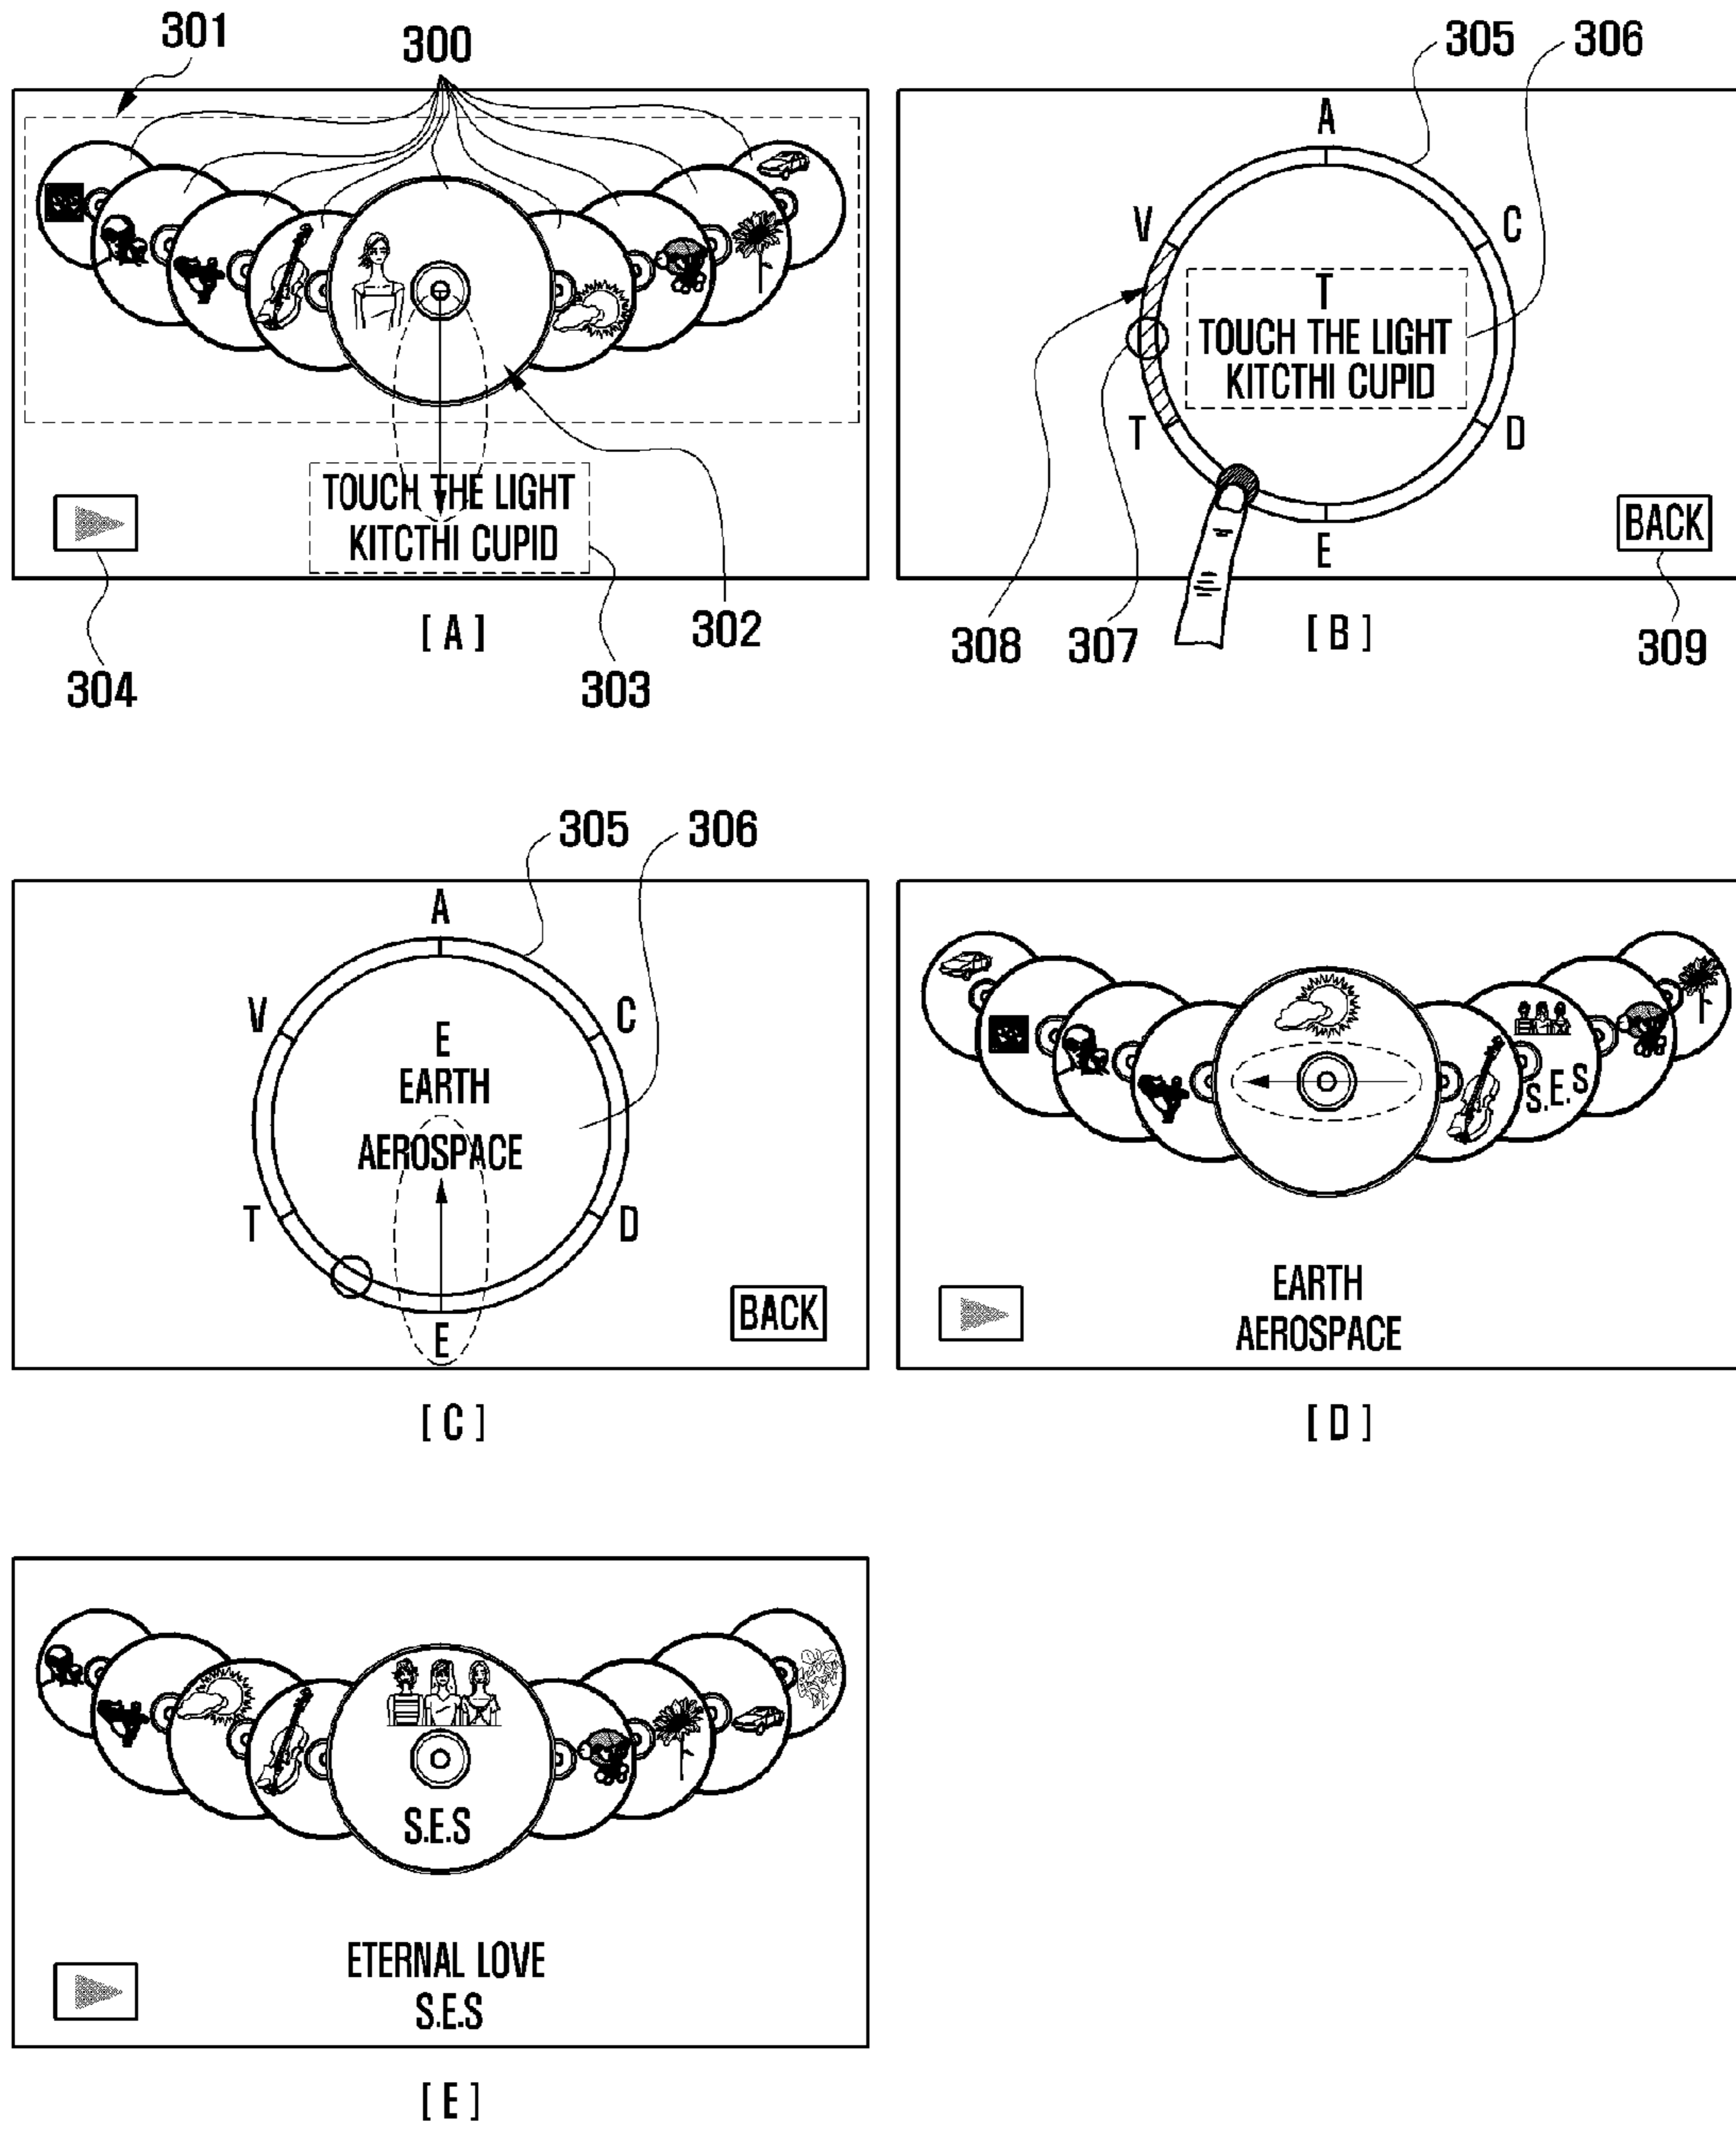 301
300
305
306
A
V
C
T
TOUCH THE LIGHT
KITCTHI CUPID
T
D
E
BACK
TOUCH THE LIGHT
KITCTHI CUPID
304
[ A ]
303
302
308
307
[ B ]
309
305
306
A
V
C
E
EARTH
AEROSPACE
T
D
E
BACK
[ C ]
S.E.S
EARTH
AEROSPACE
[ D ]
S.E.S
ETERNAL LOVE
S.E.S
[ E ]